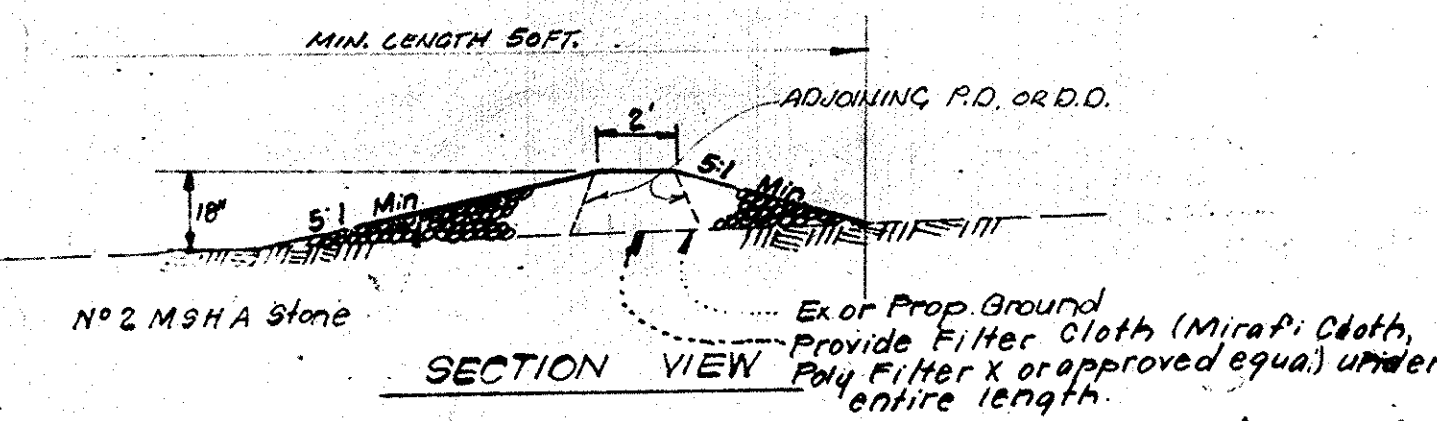 MIN. LENGTH 50FT.
ADJOINING P.D. OR D.D.
2'
5:1 Min
18"
5:1 Min
Nº 2 MSHA Stone
Ex or Prop. Ground
Provide Filter Cloth (Mirafi Cloth,
Poly Filter X or approved equal) under
entire length.
SECTION VIEW